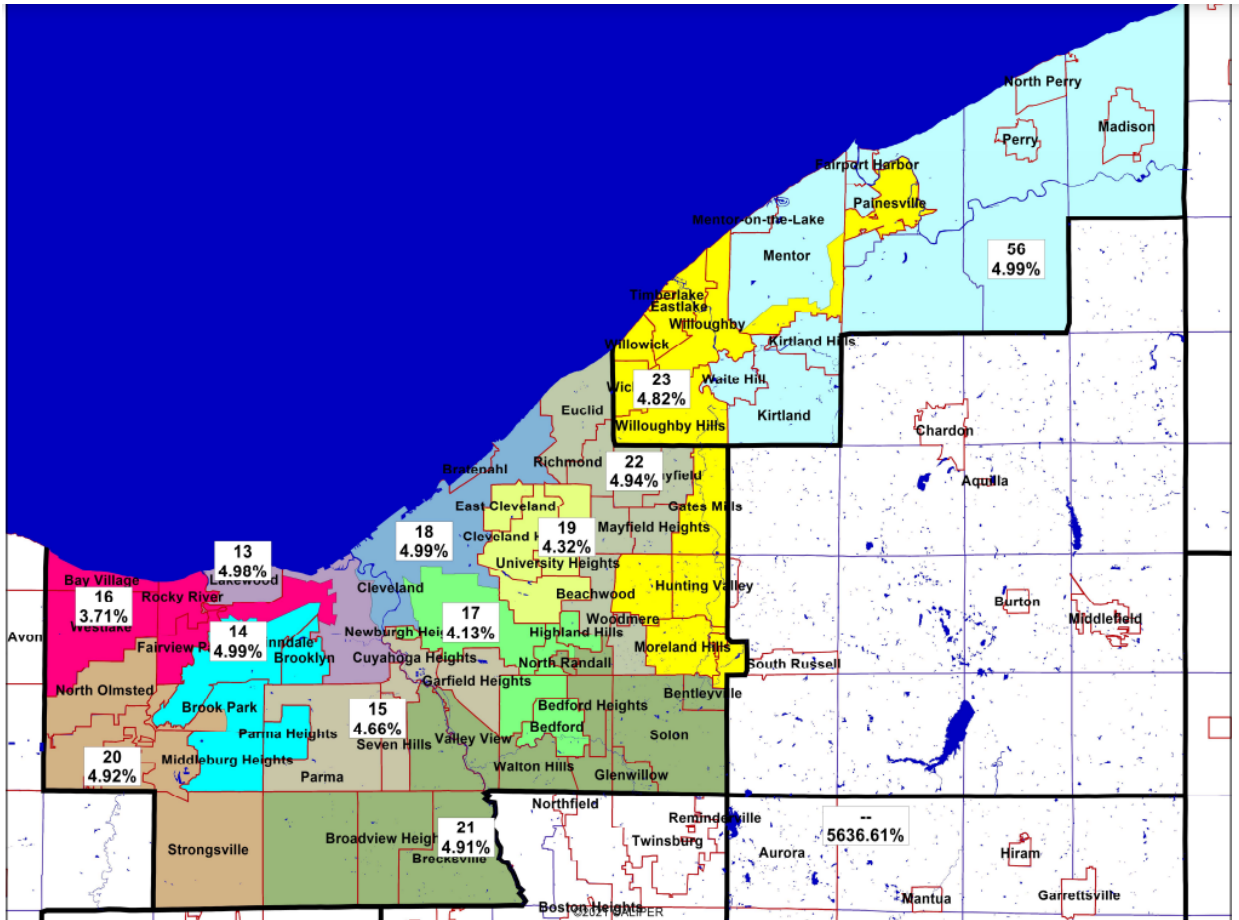 North Perry
Perry
Madison
Fairport Harbor
Painesville
Mentor-on-the-Lake
Mentor
56
4.99%
Timberlake
Eastlake
Willoughby
Willowick
Kirtland Hills
23
4.82%
Waite Hill
Kirtland
Willoughby Hills
Euclid
Chardon
Richmond
22
4.94%
Bratenahl
Aquilla
East Cleveland
Gates Mills
18
4.99%
19
4.32%
Mayfield Heights
University Heights
13
4.98%
Lakewood
Bay Village
16
3.71%
Rocky River
Cleveland
Hunting Valley
Beachwood
Burton
Middlefield
17
4.13%
Woodmere
Avon
Westlake
14
4.99%
Highland Hills
Brooklyn
Cuyahoga Heights
North Randall
Moreland Hills
South Russell
Garfield Heights
North Olmsted
Bentleyville
Brook Park
15
4.66%
Bedford Heights
Bedford
Solon
Parma Heights
Seven Hills
Valley View
20
4.92%
Middleburg Heights
Parma
Walton Hills
Glenwillow
Northfield
Reminderville
--
5636.61%
21
4.91%
Twinsburg
Aurora
Hiram
Strongsville
Brecksville
Mantua
Garrettsville
Boston Heights
©2021 CALIPER